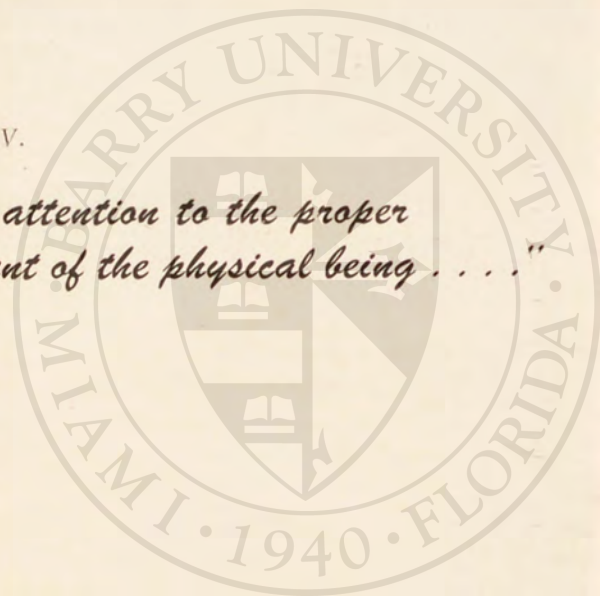 BARRY UNIVERSITY
V.
attention to the proper
nt of the physical being . . . ."
MIAMI • 1940 • FLORIDA